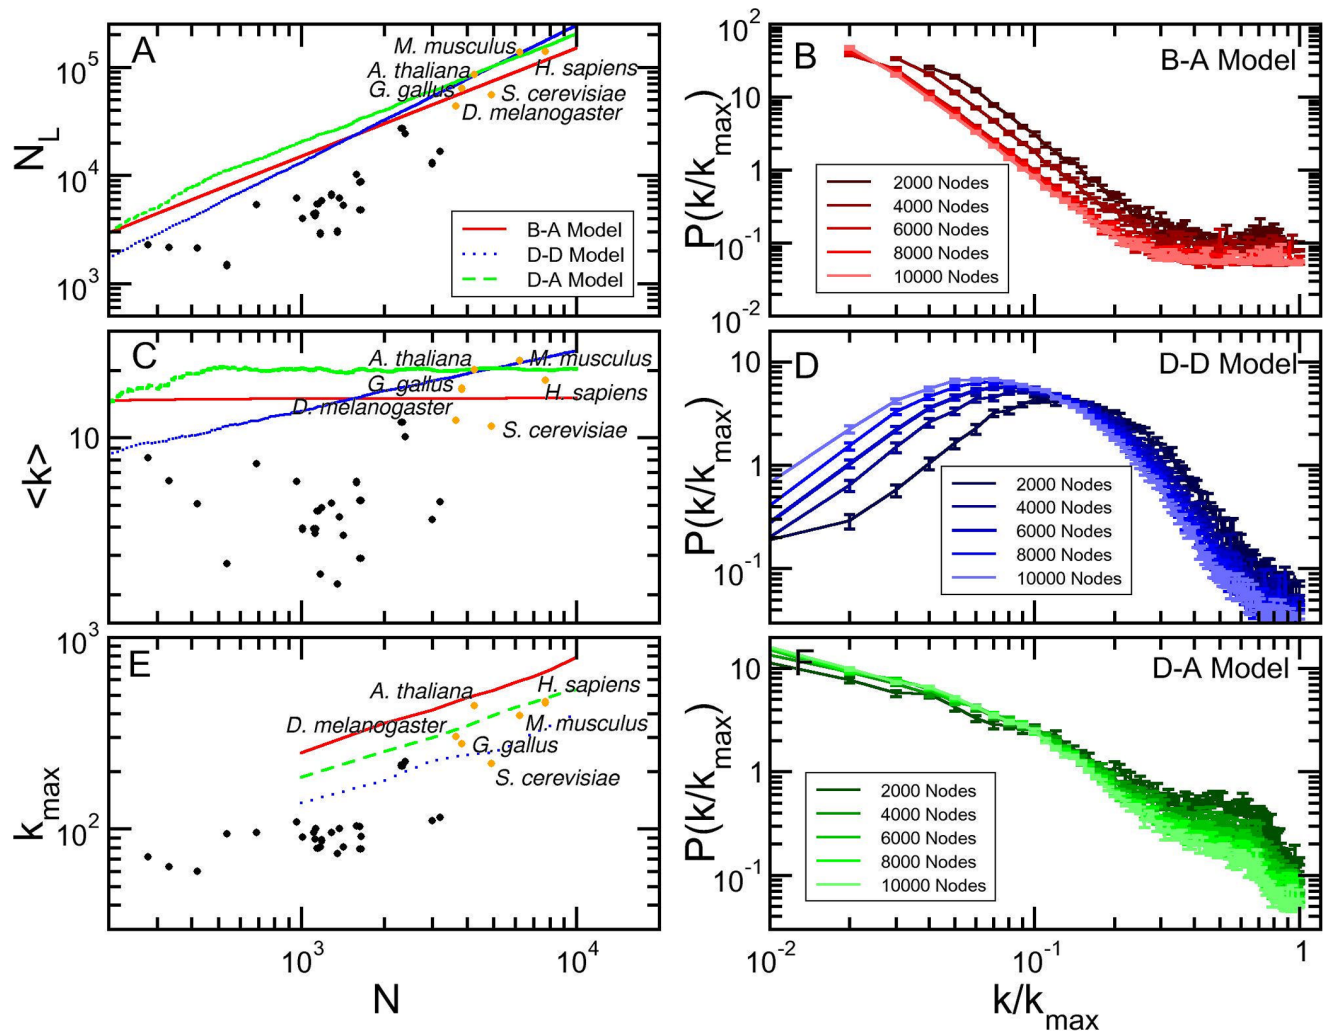 A
N_L
10^5
10^4
10^3
M. musculus
A. thaliana
H. sapiens
G. gallus
S. cerevisiae
D. melanogaster
B-A Model
D-D Model
D-A Model
B
B-A Model
P(k/k_max)
10^2
10
1
10^-1
10^-2
2000 Nodes
4000 Nodes
6000 Nodes
8000 Nodes
10000 Nodes
C
<k>
10
A. thaliana
M. musculus
G. gallus
H. sapiens
D. melanogaster
S. cerevisiae
D
D-D Model
P(k/k_max)
10
1
10^-1
2000 Nodes
4000 Nodes
6000 Nodes
8000 Nodes
10000 Nodes
E
k_max
10^3
10^2
H. sapiens
A. thaliana
D. melanogaster
M. musculus
G. gallus
S. cerevisiae
10^3
10^4
N
F
D-A Model
P(k/k_max)
10
1
10^-1
2000 Nodes
4000 Nodes
6000 Nodes
8000 Nodes
10000 Nodes
10^-2
10^-1
1
k/k_max